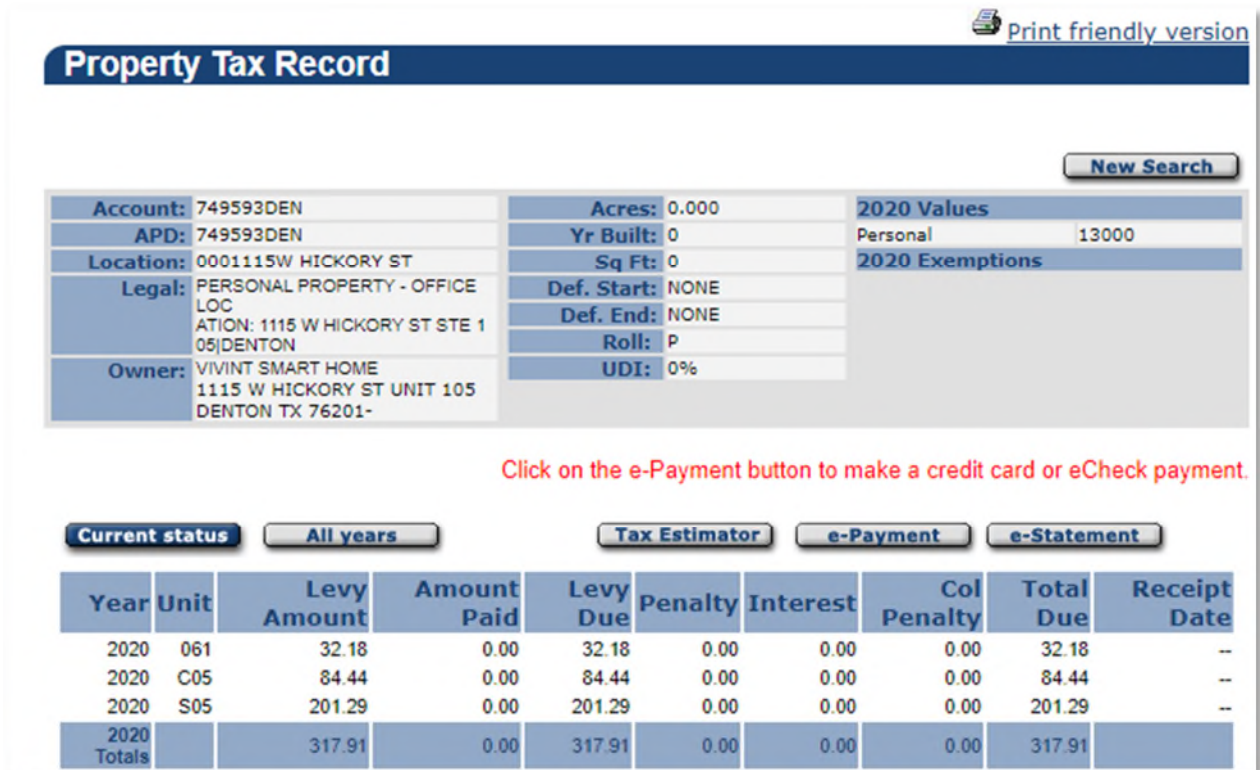 Print friendly version
Property Tax Record
New Search
Account: 749593DEN Acres: 0.000 2020 Values
APD: 749593DEN Yr Built: 0 Personal 13000
Location: 0001115W HICKORY ST Sq Ft: 0 2020 Exemptions
Legal: PERSONAL PROPERTY - OFFICE Def. Start: NONE
LOC
ATION: 1115 W HICKORY ST STE 1 Def. End: NONE
05|DENTON Roll: P
Owner: VIVINT SMART HOME UDI: 0%
1115 W HICKORY ST UNIT 105
DENTON TX 76201-
Click on the e-Payment button to make a credit card or eCheck payment.
Current status All years Tax Estimator e-Payment e-Statement
Year Unit Levy Amount Amount Paid Levy Due Penalty Interest Col Penalty Total Due Receipt Date
2020 061 32.18 0.00 32.18 0.00 0.00 0.00 32.18 --
2020 C05 84.44 0.00 84.44 0.00 0.00 0.00 84.44 --
2020 S05 201.29 0.00 201.29 0.00 0.00 0.00 201.29 --
2020 Totals 317.91 0.00 317.91 0.00 0.00 0.00 317.91